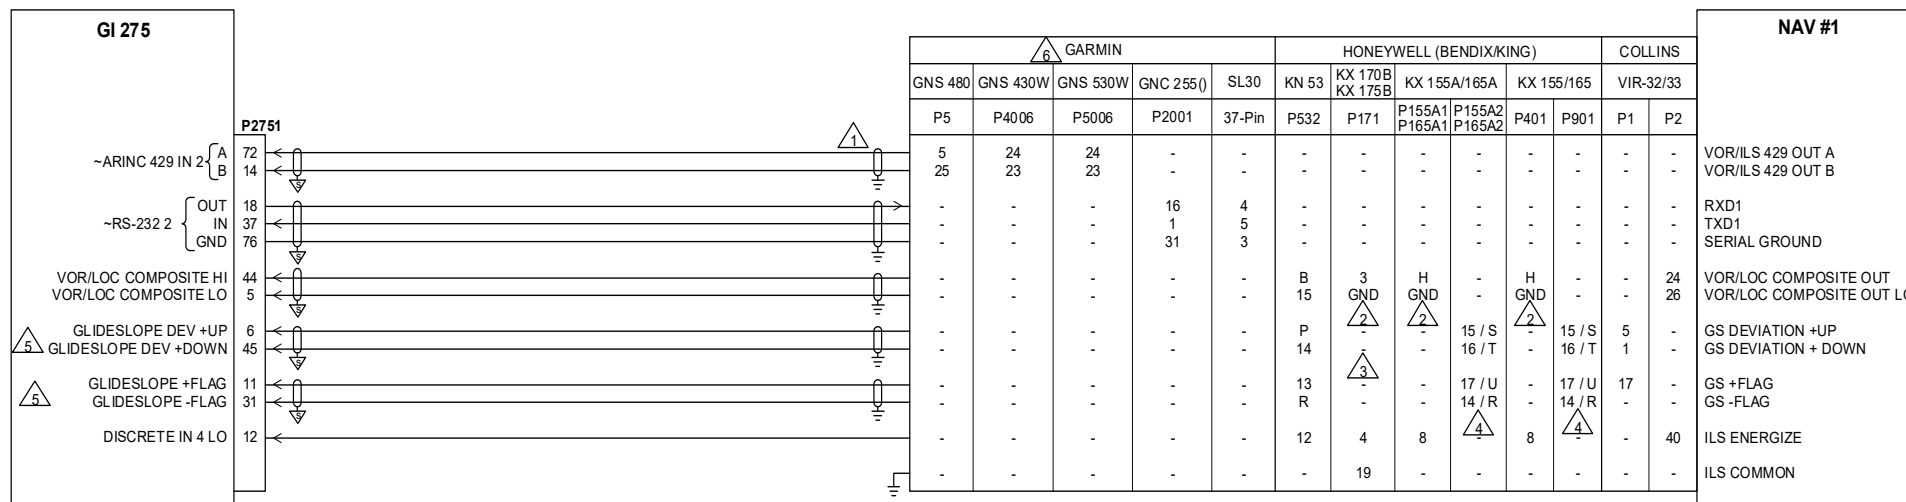 GI 275
NAV #1
6 GARMIN HONEYWELL (BENDIX/KING) COLLINS
GNS 480 GNS 430W GNS 530W GNC 255() SL30 KN 53 KX 170B KX 155A/165A KX 155/165 VIR-32/33
KX 175B
P5 P4006 P5006 P2001 37-Pin P532 P171 P155A1 P155A2 P401 P901 P1 P2
P165A1 P165A2
P2751
1
~ARINC 429 IN 2 A 72 S 5 24 24 - - - - - - - - - - VOR/ILS 429 OUT A
B 14 25 23 23 - - - - - - - - - - VOR/ILS 429 OUT B
~RS-232 2 OUT 18 - - - 16 4 - - - - - - - - RXD1
IN 37 - - - 1 5 - - - - - - - - TXD1
GND 76 S - - - 31 3 - - - - - - - - SERIAL GROUND
VOR/LOC COMPOSITE HI 44 - - - - - B 3 H - H - - 24 VOR/LOC COMPOSITE OUT
VOR/LOC COMPOSITE LO 5 S - - - - - 15 GND GND - GND - - 26 VOR/LOC COMPOSITE OUT LO
2 2 2
GLIDESLOPE DEV +UP 6 - - - - - P - - 15 / S - 15 / S 5 - GS DEVIATION +UP
5 GLIDESLOPE DEV +DOWN 45 S - - - - - 14 - 16 / T - 16 / T 1 - GS DEVIATION + DOWN
3
GLIDESLOPE +FLAG 11 - - - - - 13 - - 17 / U - 17 / U 17 - GS +FLAG
5 GLIDESLOPE -FLAG 31 S - - - - - R - - 14 / R - 14 / R - - GS -FLAG
4 4
DISCRETE IN 4 LO 12 - - - - - 12 4 8 - 8 - - 40 ILS ENERGIZE
- - - - - - 19 - - - - - - ILS COMMON